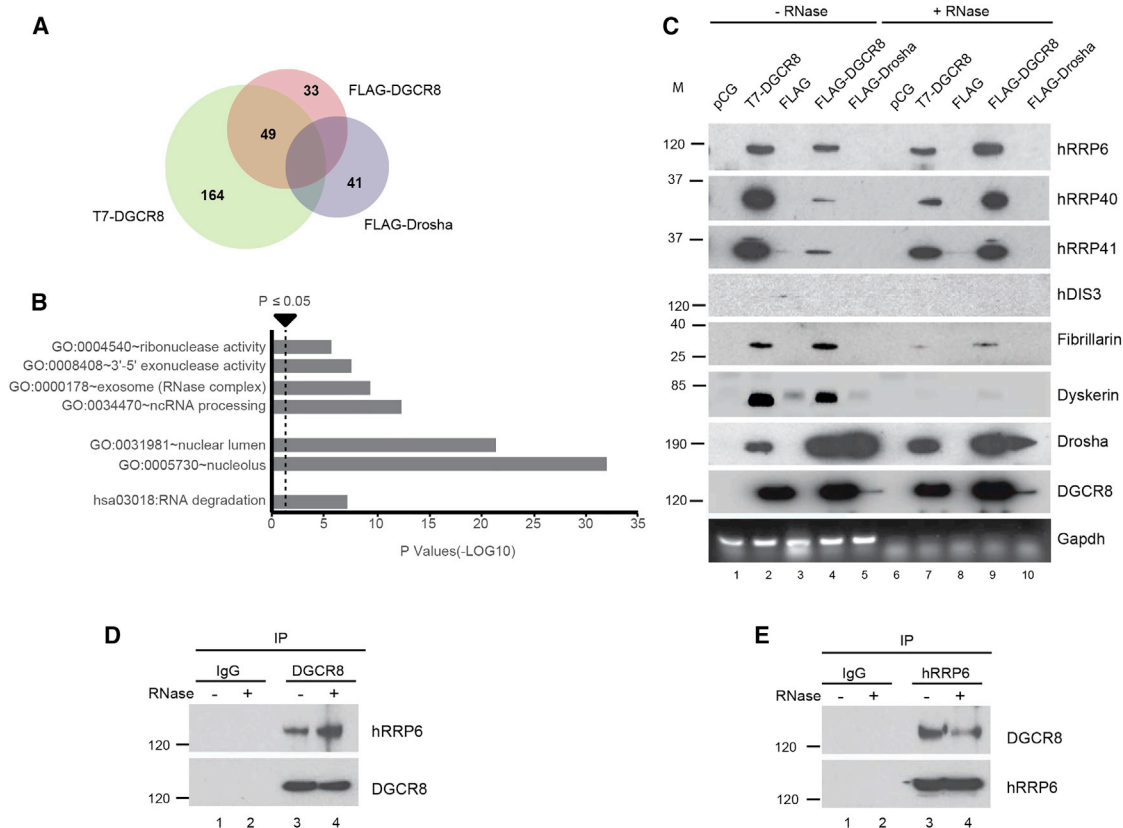 A
33
FLAG-DGCR8
49
41
164
T7-DGCR8
FLAG-Drosha
B
P ≤ 0.05
GO:0004540~ribonuclease activity
GO:0008408~3'-5' exonuclease activity
GO:0000178~exosome (RNase complex)
GO:0034470~ncRNA processing
GO:0031981~nuclear lumen
GO:0005730~nucleolus
hsa03018:RNA degradation
0 5 10 15 20 25 30 35
P Values(-LOG10)
C
- RNase + RNase
M pCG T7-DGCR8 FLAG FLAG-DGCR8 FLAG-Drosha pCG T7-DGCR8 FLAG FLAG-DGCR8 FLAG-Drosha
120 hRRP6
37 hRRP40
37 hRRP41
120 hDIS3
40 Fibrillarin
25
85 Dyskerin
190 Drosha
120 DGCR8
Gapdh
1 2 3 4 5 6 7 8 9 10
D
IP
IgG DGCR8
RNase - + - +
120 hRRP6
120 DGCR8
1 2 3 4
E
IP
IgG hRRP6
RNase - + - +
120 DGCR8
120 hRRP6
1 2 3 4